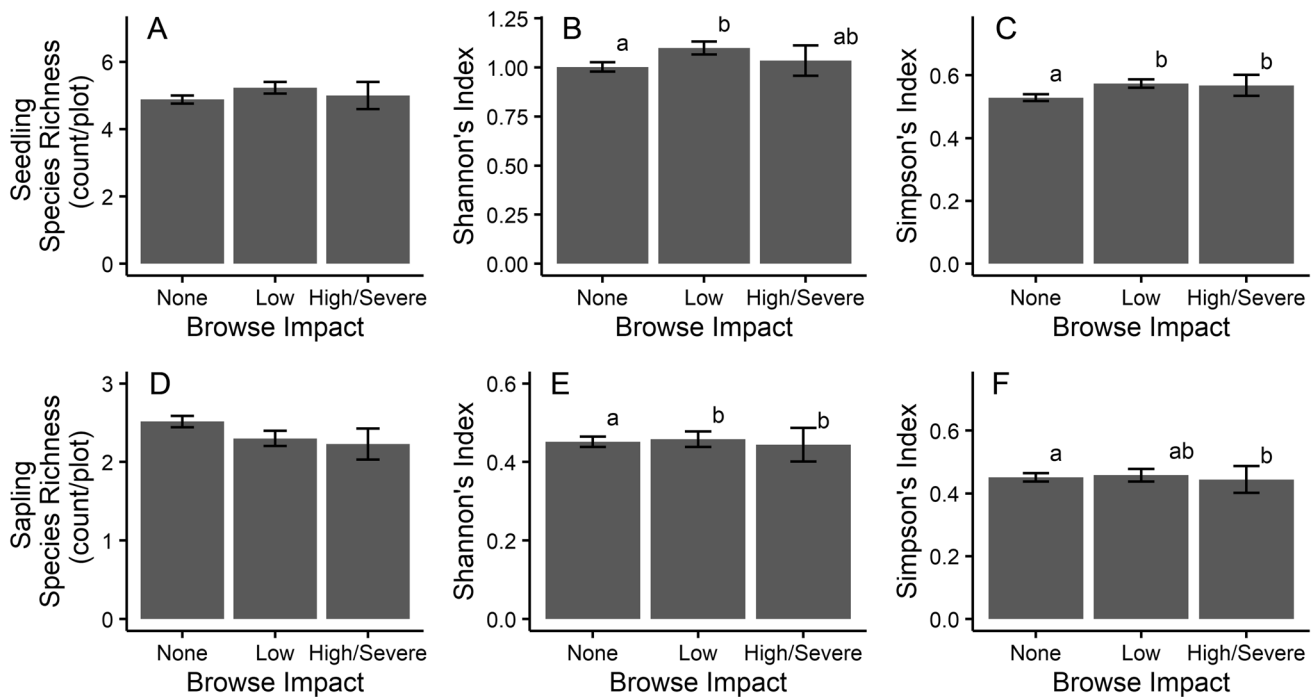 A
Seedling
Species Richness
(count/plot)
6
4
2
0
None Low High/Severe
Browse Impact
B
Shannon's Index
1.25
1.00
0.75
0.50
0.25
0.00
a b ab
None Low High/Severe
Browse Impact
C
Simpson's Index
0.6
0.4
0.2
0.0
a b b
None Low High/Severe
Browse Impact
D
Sapling
Species Richness
(count/plot)
3
2
1
0
None Low High/Severe
Browse Impact
E
Shannon's Index
0.6
0.4
0.2
0.0
a b b
None Low High/Severe
Browse Impact
F
Simpson's Index
0.6
0.4
0.2
0.0
a ab b
None Low High/Severe
Browse Impact